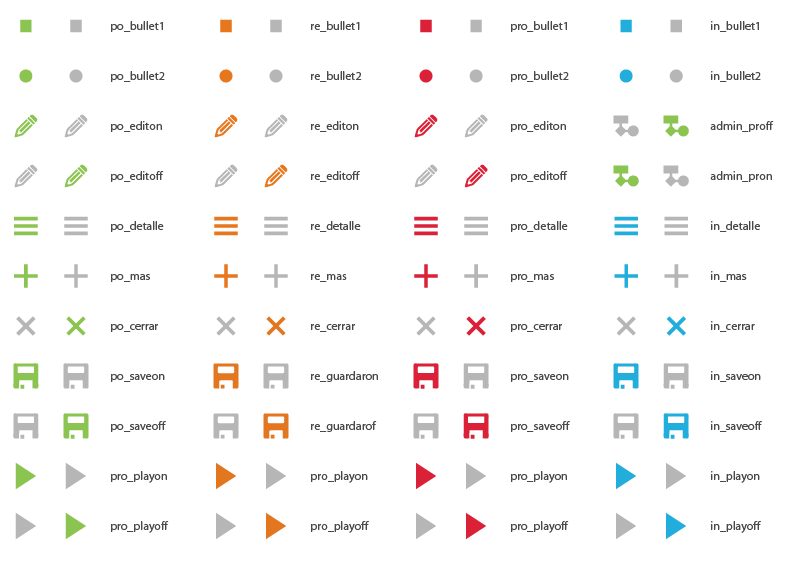 po_bullet1 re_bullet1 pro_bullet1 in_bullet1
po_bullet2 re_bullet2 pro_bullet2 in_bullet2
po_editon re_editon pro_editon admin_proff
po_editoff re_editoff pro_editoff admin_pron
po_detalle re_detalle pro_detalle in_detalle
po_mas re_mas pro_mas in_mas
po_cerrar re_cerrar pro_cerrar in_cerrar
po_saveon re_guardaron pro_saveon in_saveon
po_saveoff re_guardarof pro_saveoff in_saveoff
pro_playon pro_playon pro_playon in_playon
pro_playoff pro_playoff pro_playoff in_playoff